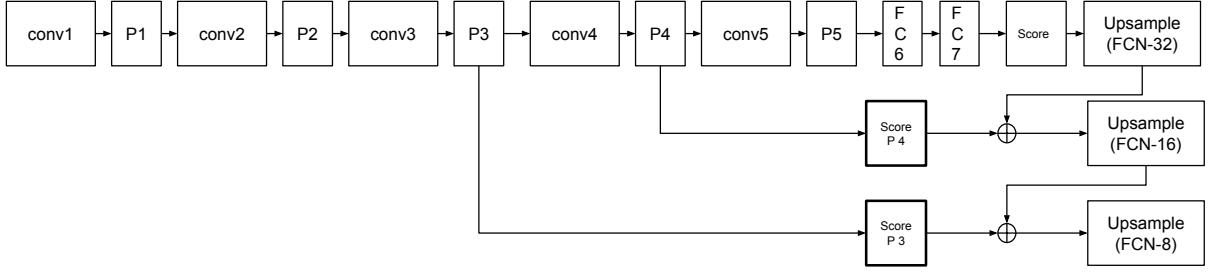 conv1
P1
conv2
P2
conv3
P3
conv4
P4
conv5
P5
F
C
6
F
C
7
Score
Upsample
(FCN-32)
Score
P 4
Upsample
(FCN-16)
Score
P 3
Upsample
(FCN-8)